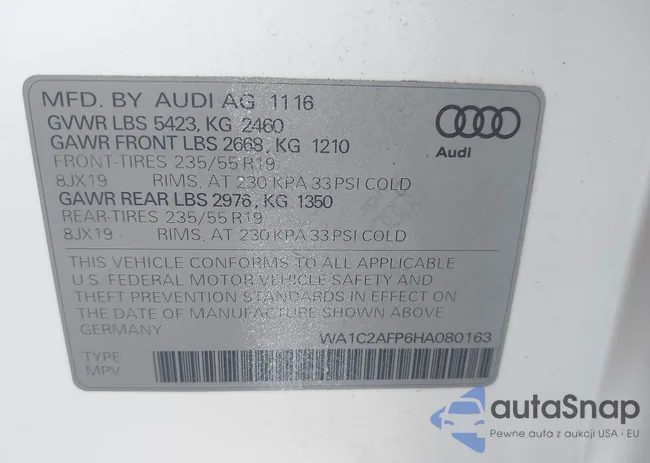 MFD. BY AUDI AG 11 16
GVWR LBS 5423, KG 2460
GAWR FRONT LBS 2668, KG 1210
FRONT-TIRES 235/55 R19
8JX19 RIMS, AT 230 KPA 33 PSI COLD
GAWR REAR LBS 2976, KG 1350
REAR-TIRES 235/55 R19
8JX19 RIMS, AT 230 KPA 33 PSI COLD
Audi
THIS VEHICLE CONFORMS TO ALL APPLICABLE
U.S. FEDERAL MOTOR VEHICLE SAFETY AND
THEFT PREVENTION STANDARDS IN EFFECT ON
THE DATE OF MANUFACTURE SHOWN ABOVE
GERMANY WA1C2AFP6HA080163
TYPE
MPV
autaSnap
Pewne auta z aukcji USA i EU